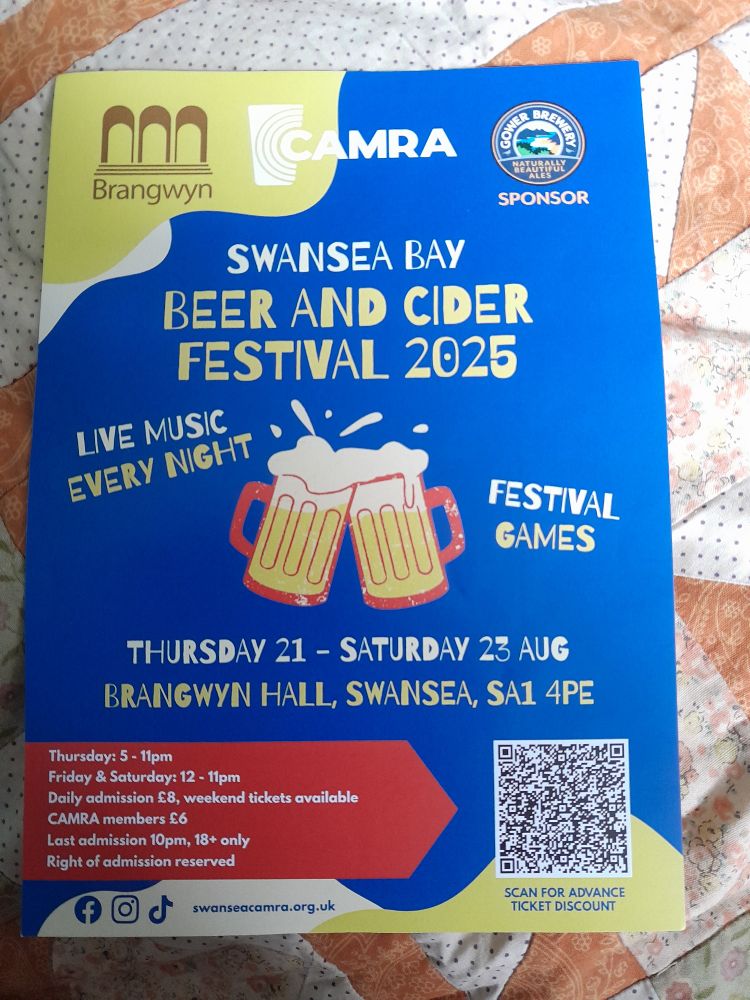 Brangwyn
CAMRA
GOWER BREWERY
NATURALLY
BEAUTIFUL
ALES
SPONSOR
SWANSEA BAY
BEER AND CIDER
FESTIVAL 2025
LIVE MUSIC
EVERY NIGHT
FESTIVAL
GAMES
THURSDAY 21 – SATURDAY 23 AUG
BRANGWYN HALL, SWANSEA, SA1 4PE
Thursday: 5 - 11pm
Friday & Saturday: 12 - 11pm
Daily admission £8, weekend tickets available
CAMRA members £6
Last admission 10pm, 18+ only
Right of admission reserved
SCAN FOR ADVANCE
TICKET DISCOUNT
swanseacamra.org.uk